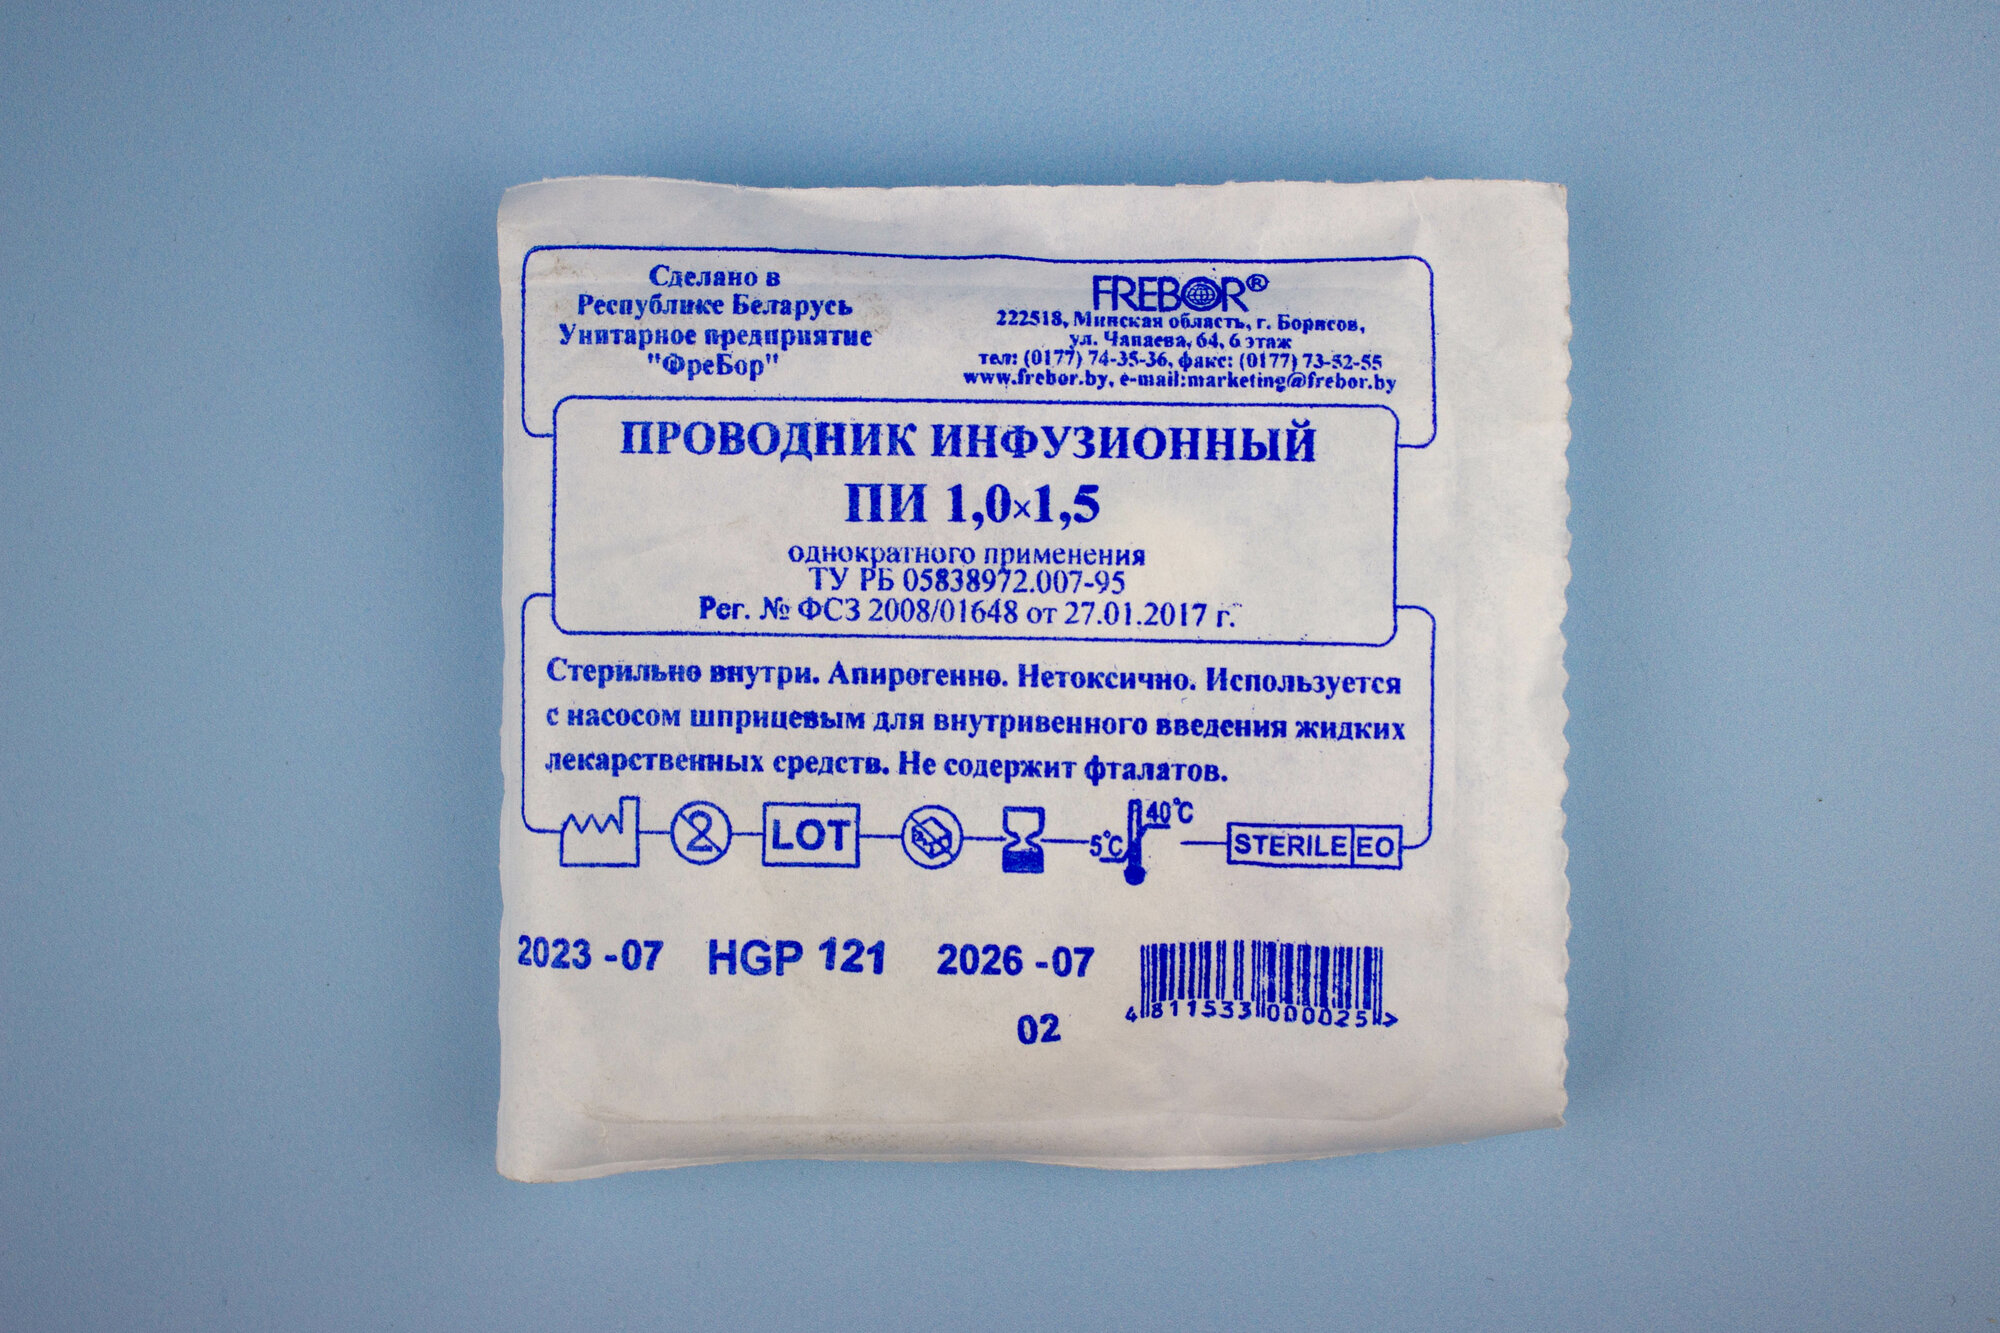 Сделано в
Республике Беларусь
Унитарное предприятие
"ФреБор"
FREBOR®
222518, Минская область, г. Борисов,
ул. Чапаева, 64, 6 этаж
тел: (0177) 74-35-36, факс: (0177) 73-52-55
www.frebor.by, e-mail:marketing@frebor.by
ПРОВОДНИК ИНФУЗИОННЫЙ
ПИ 1,0×1,5
однократного применения
ТУ РБ 05838972.007-95
Рег. № ФСЗ 2008/01648 от 27.01.2017 г.
Стерильно внутри. Апирогенно. Нетоксично. Используется
с насосом шприцевым для внутривенного введения жидких
лекарственных средств. Не содержит фталатов.
2 LOT 5°C 40°C STERILE EO
2023 -07 HGP 121 2026 -07
02
4 811533 000025 >